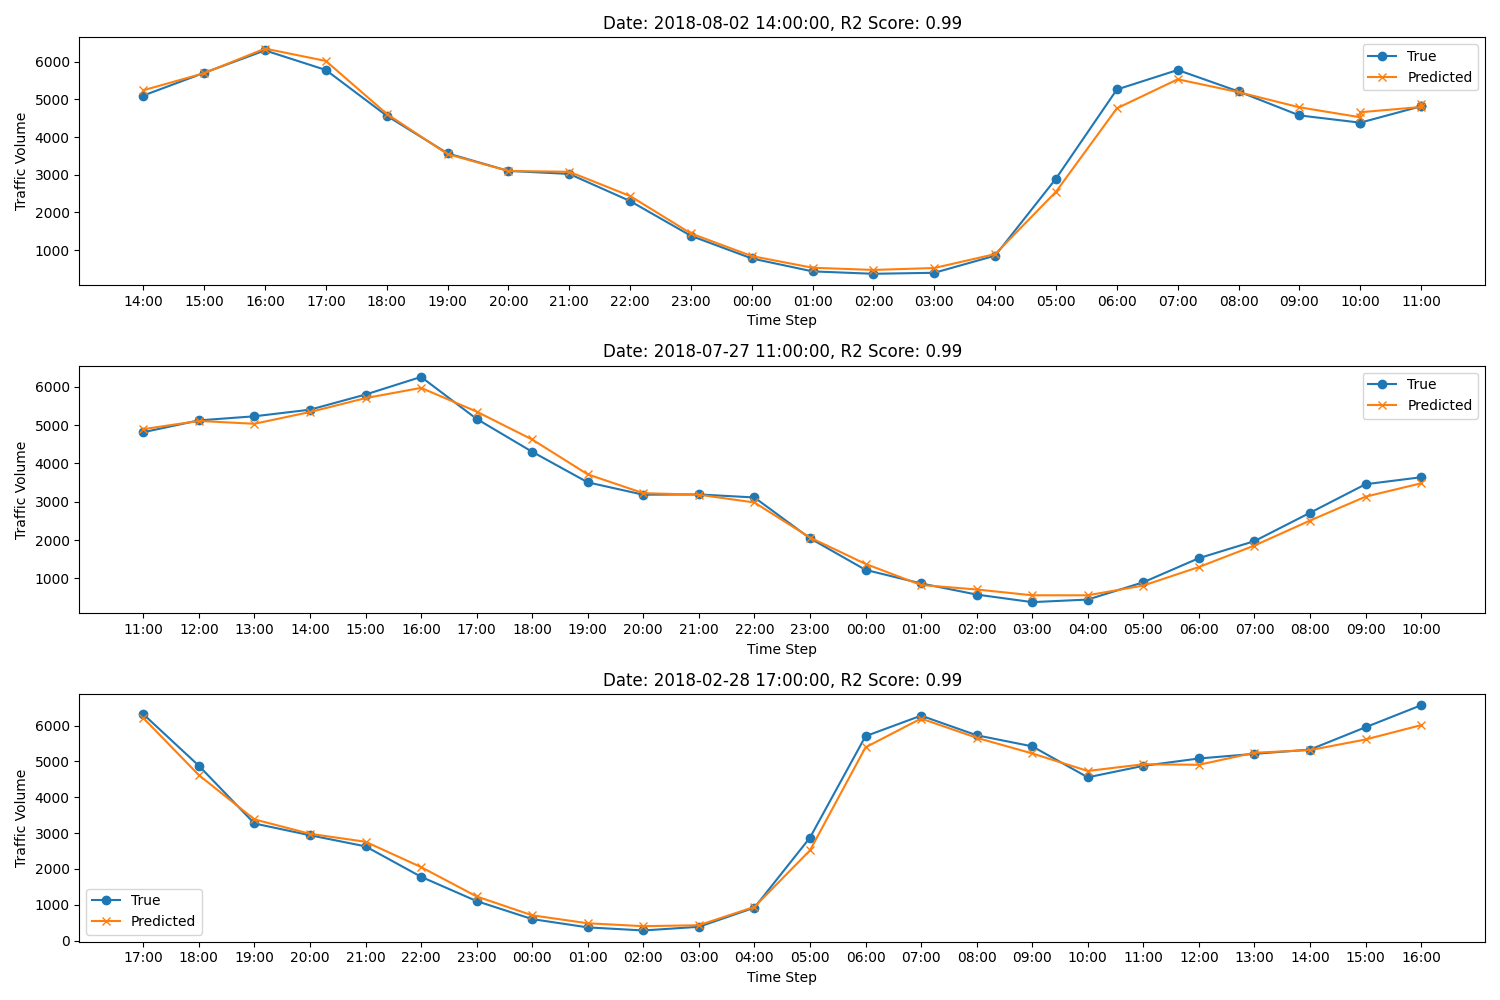 Date: 2018-08-02 14:00:00, R2 Score: 0.99
True
Predicted
Traffic Volume
6000
5000
4000
3000
2000
1000
14:00 15:00 16:00 17:00 18:00 19:00 20:00 21:00 22:00 23:00 00:00 01:00 02:00 03:00 04:00 05:00 06:00 07:00 08:00 09:00 10:00 11:00
Time Step
Date: 2018-07-27 11:00:00, R2 Score: 0.99
True
Predicted
Traffic Volume
6000
5000
4000
3000
2000
1000
11:00 12:00 13:00 14:00 15:00 16:00 17:00 18:00 19:00 20:00 21:00 22:00 23:00 00:00 01:00 02:00 03:00 04:00 05:00 06:00 07:00 08:00 09:00 10:00
Time Step
Date: 2018-02-28 17:00:00, R2 Score: 0.99
Traffic Volume
6000
5000
4000
3000
2000
1000
0
True
Predicted
17:00 18:00 19:00 20:00 21:00 22:00 23:00 00:00 01:00 02:00 03:00 04:00 05:00 06:00 07:00 08:00 09:00 10:00 11:00 12:00 13:00 14:00 15:00 16:00
Time Step